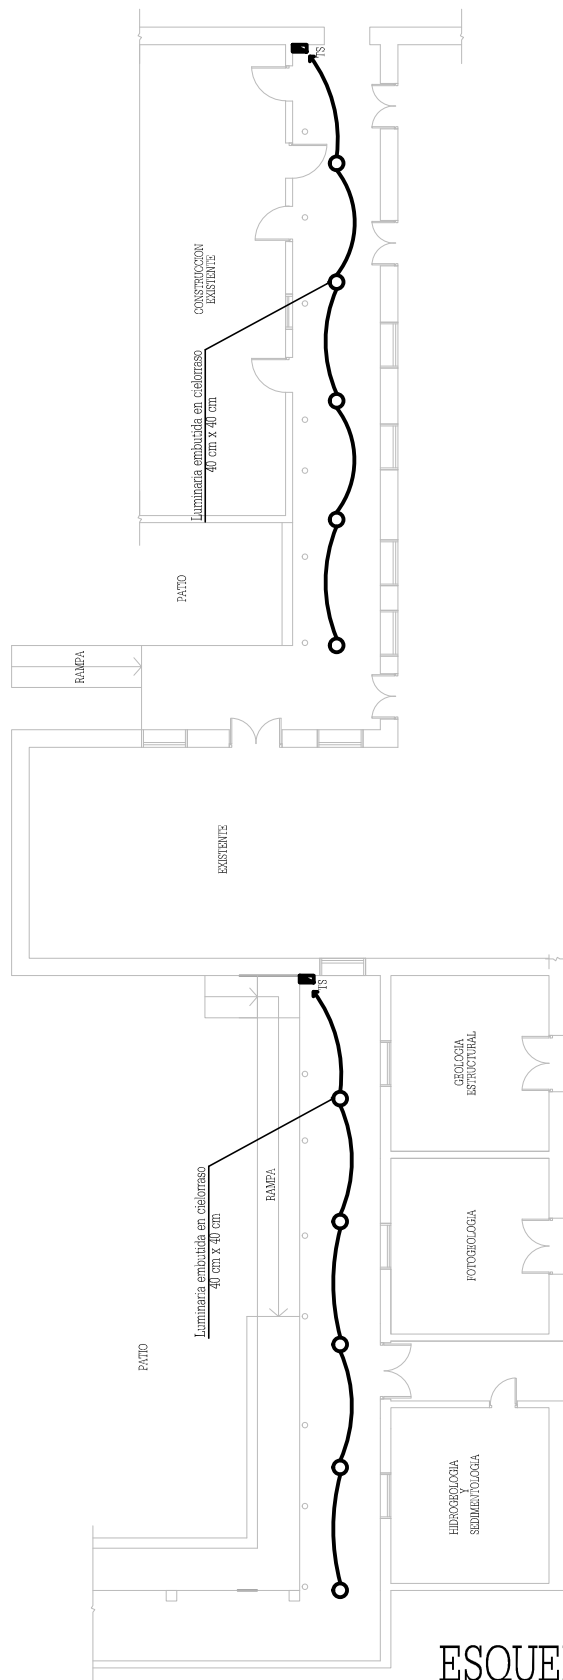 TS
CONSTRUCCION
EXISTENTE
Luminaria embutida en cielorraso
40 cm x 40 cm
PATIO
RAMPA
EXISTENTE
TS
GEOLOGIA
ESTRUCTURAL
Luminaria embutida en cielorraso
40 cm x 40 cm
RAMPA
FOTOGEOLOGIA
PATIO
HIDROGEOLOGIA
Y
SEDIMENTOLOGIA
ESQUE